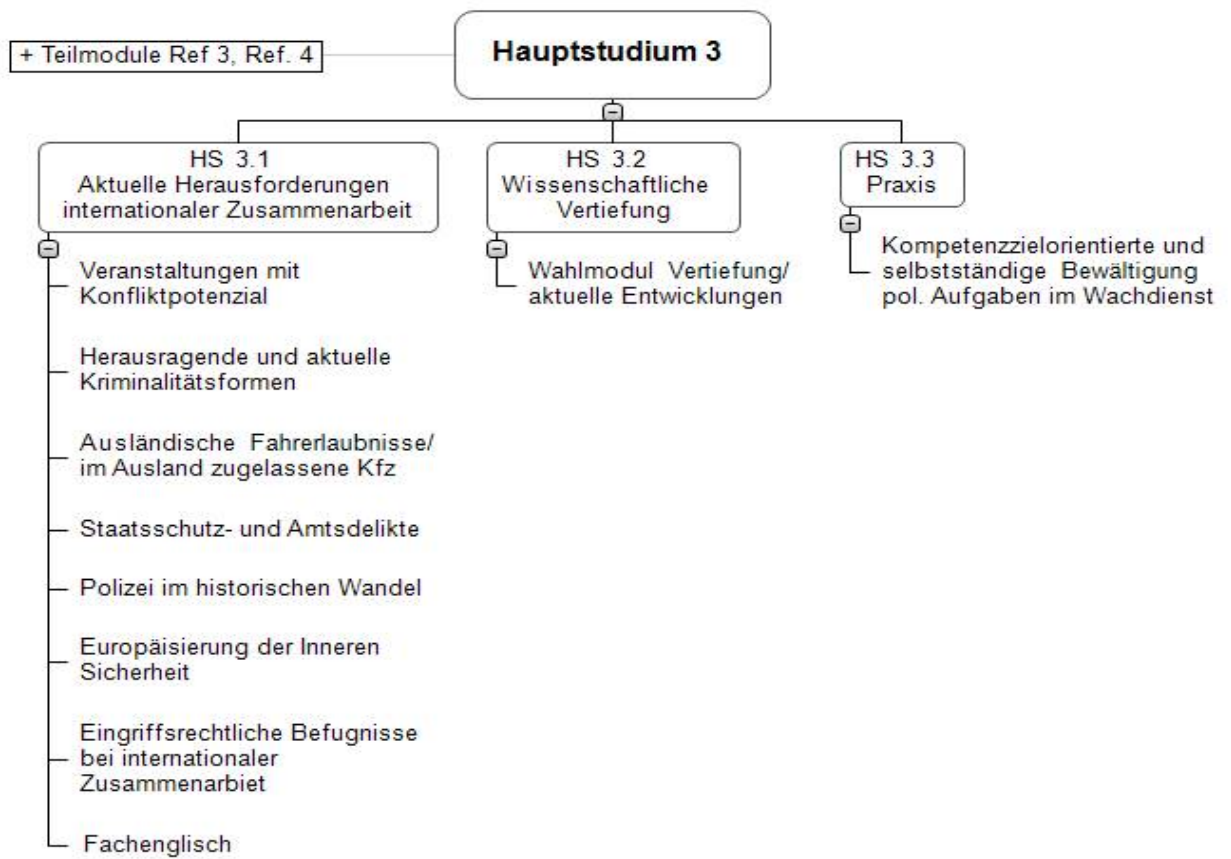 + Teilmodule Ref 3, Ref. 4
Hauptstudium 3
HS 3.1
Aktuelle Herausforderungen
internationaler Zusammenarbeit
Veranstaltungen mit
Konfliktpotenzial
Herausragende und aktuelle
Kriminalitätsformen
Ausländische Fahrerlaubnisse/
im Ausland zugelassene Kfz
Staatsschutz- und Amtsdelikte
Polizei im historischen Wandel
Europäisierung der Inneren
Sicherheit
Eingriffsrechtliche Befugnisse
bei internationaler
Zusammenarbiet
Fachenglisch
HS 3.2
Wissenschaftliche
Vertiefung
Wahlmodul Vertiefung/
aktuelle Entwicklungen
HS 3.3
Praxis
Kompetenzzielorientierte und
selbstständige Bewältigung
pol. Aufgaben im Wachdienst